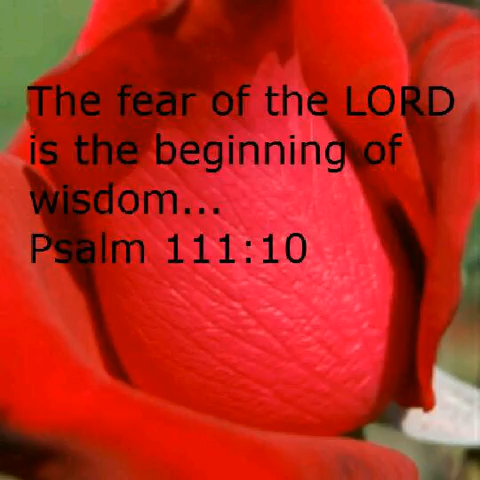 The fear of the LORD
is the beginning of
wisdom...
Psalm 111:10